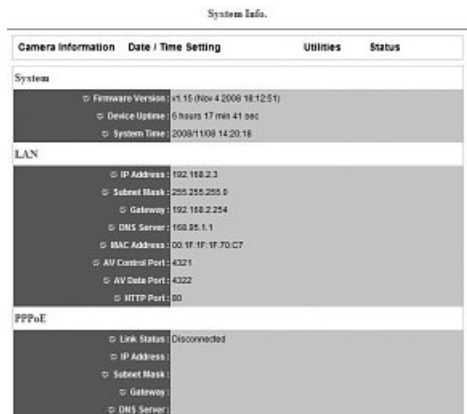 System Info.
Camera Information Date / Time Setting Utilities Status
System
Firmware Version : v1.15 (Nov 4 2008 18:12:51)
Device Uptime : 6 hours 17 min 41 sec
System Time : 2008/11/08 14:20:18
LAN
IP Address : 192.168.2.3
Subnet Mask : 255.255.255.0
Gateway : 192.168.2.254
DNS Server : 168.95.1.1
MAC Address : 00:1F:1F:1F:70:C7
AV Control Port : 4321
AV Data Port : 4322
HTTP Port : 80
PPPoE
Link Status : Disconnected
IP Address :
Subnet Mask :
Gateway :
DNS Server :